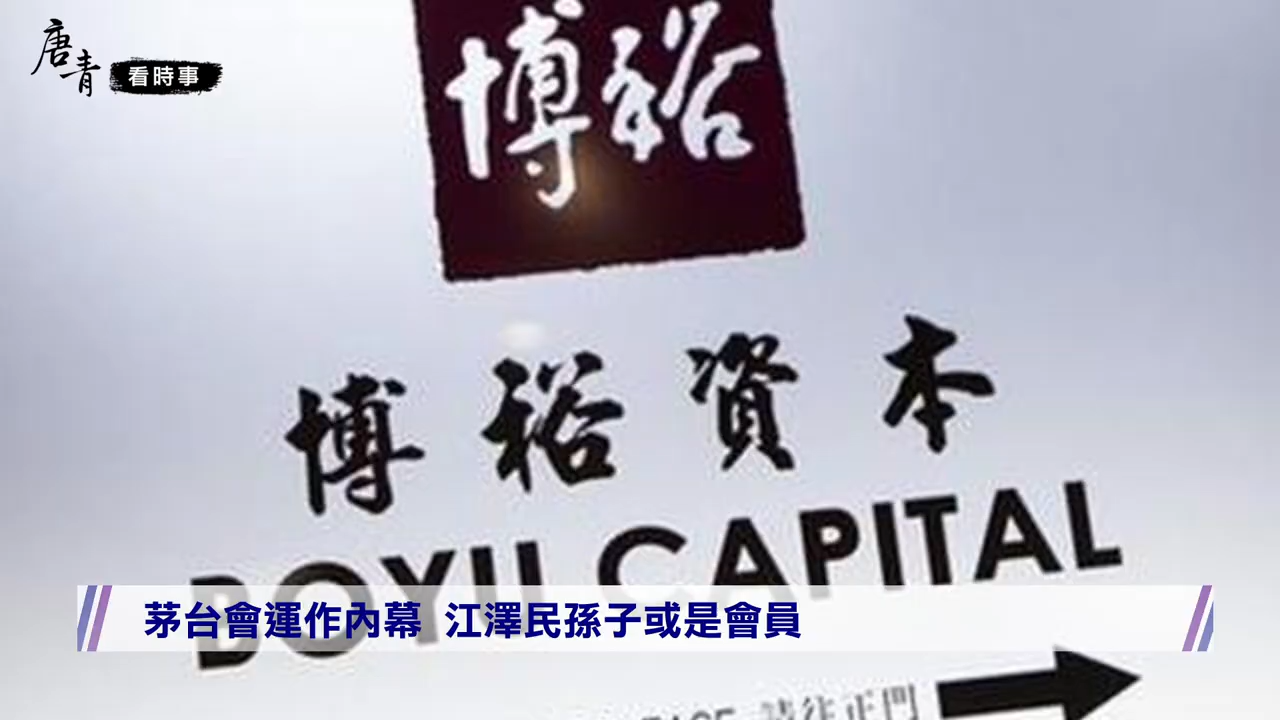 唐青
看時事
博裕
博裕資本
BOYU CAPITAL
茅台會運作內幕 江澤民孫子或是會員
請往正門